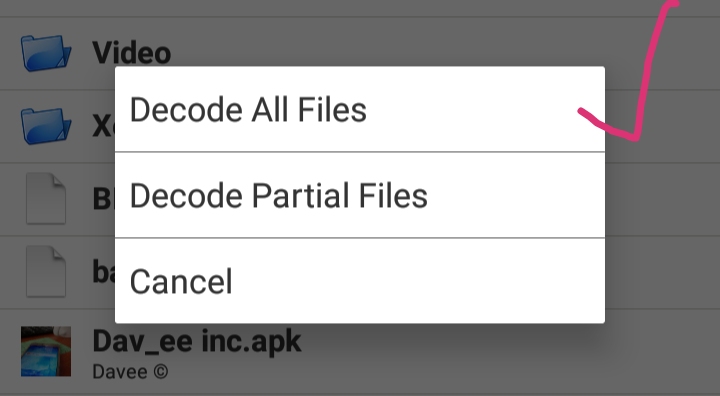 Video
Decode All Files
Decode Partial Files
Cancel
Dav_ee inc.apk
Davee ©